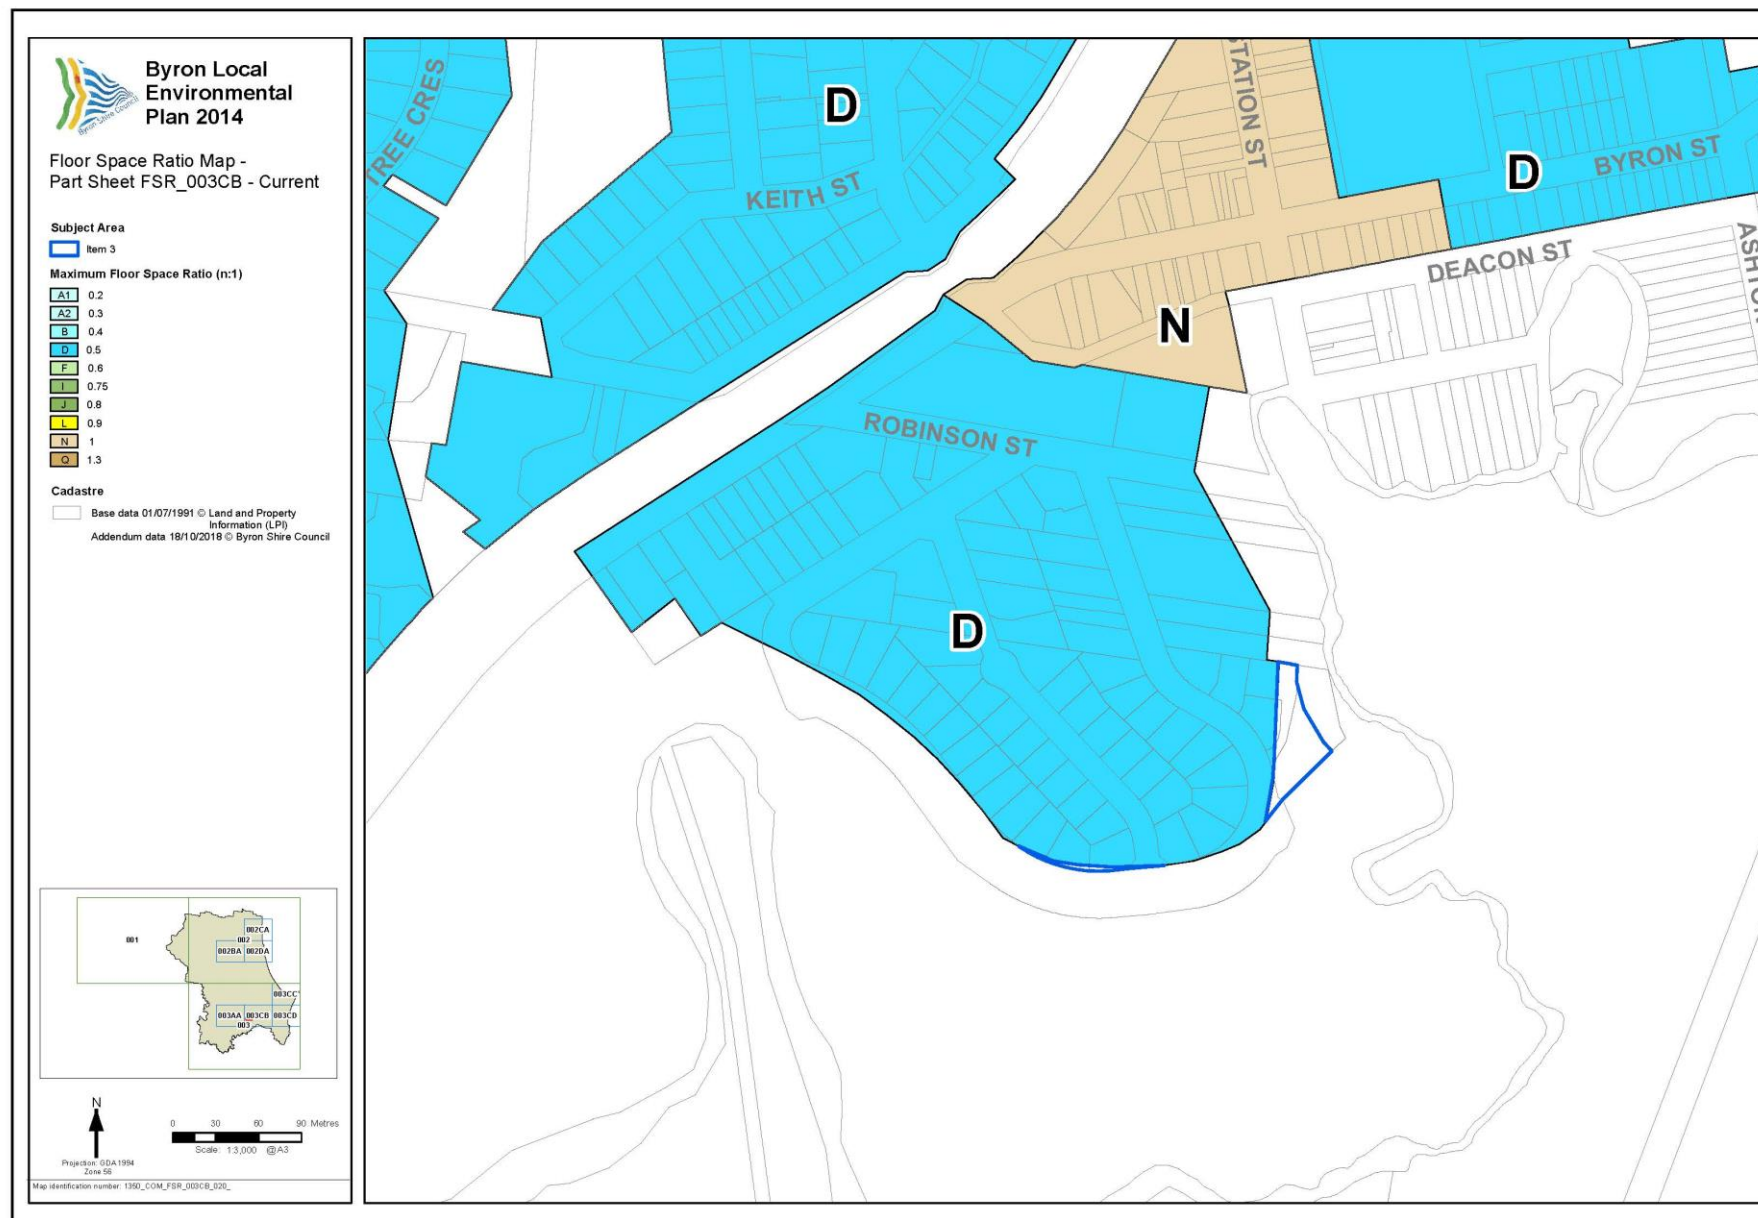 Byron Local
Environmental
Plan 2014
Byron Shire Council
Floor Space Ratio Map -
Part Sheet FSR_003CB - Current
Subject Area
Item 3
Maximum Floor Space Ratio (n:1)
A1 0.2
A2 0.3
B 0.4
D 0.5
F 0.6
I 0.75
J 0.8
L 0.9
N 1
Q 1.3
Cadastre
Base data 01/07/1991 © Land and Property
Information (LPI)
Addendum data 18/10/2018 © Byron Shire Council
001
002CA
002
002BA 002DA
003CC
003AA 003CB 003CD
003
N
0 30 60 90 Metres
Scale: 1:3,000 @A3
Projection: GDA 1994
Zone 56
Map identification number: 1350_COM_FSR_003CB_020_
TREE CRES
D
KEITH ST
STATION ST
D
BYRON ST
DEACON ST
ASHTON
N
ROBINSON ST
D